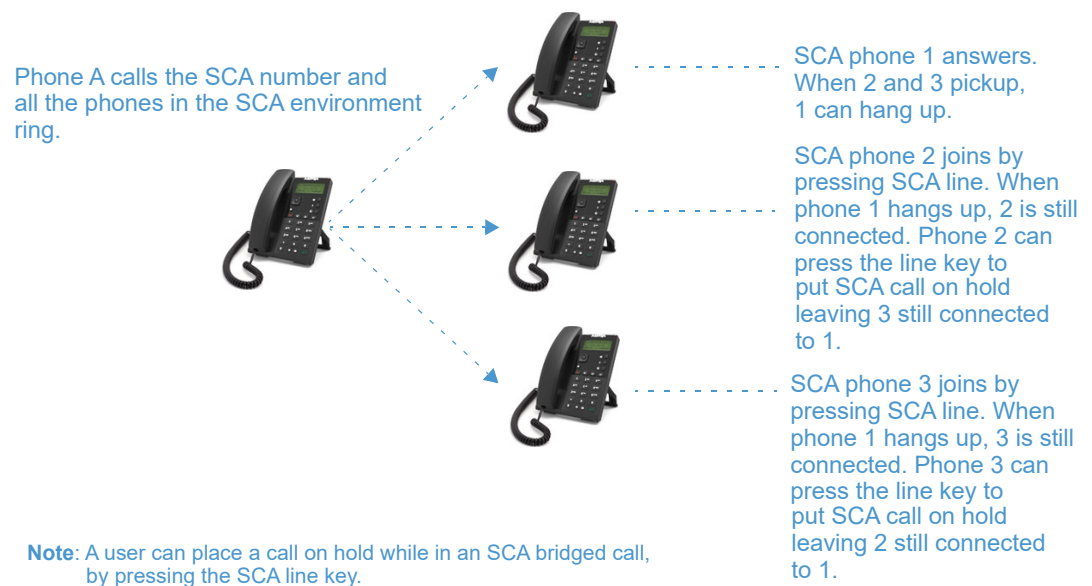 Phone A calls the SCA number and
all the phones in the SCA environment
ring.
SCA phone 1 answers.
When 2 and 3 pickup,
1 can hang up.
SCA phone 2 joins by
pressing SCA line. When
phone 1 hangs up, 2 is still
connected. Phone 2 can
press the line key to
put SCA call on hold
leaving 3 still connected
to 1.
SCA phone 3 joins by
pressing SCA line. When
phone 1 hangs up, 3 is still
connected. Phone 3 can
press the line key to
put SCA call on hold
leaving 2 still connected
to 1.
Note: A user can place a call on hold while in an SCA bridged call,
by pressing the SCA line key.